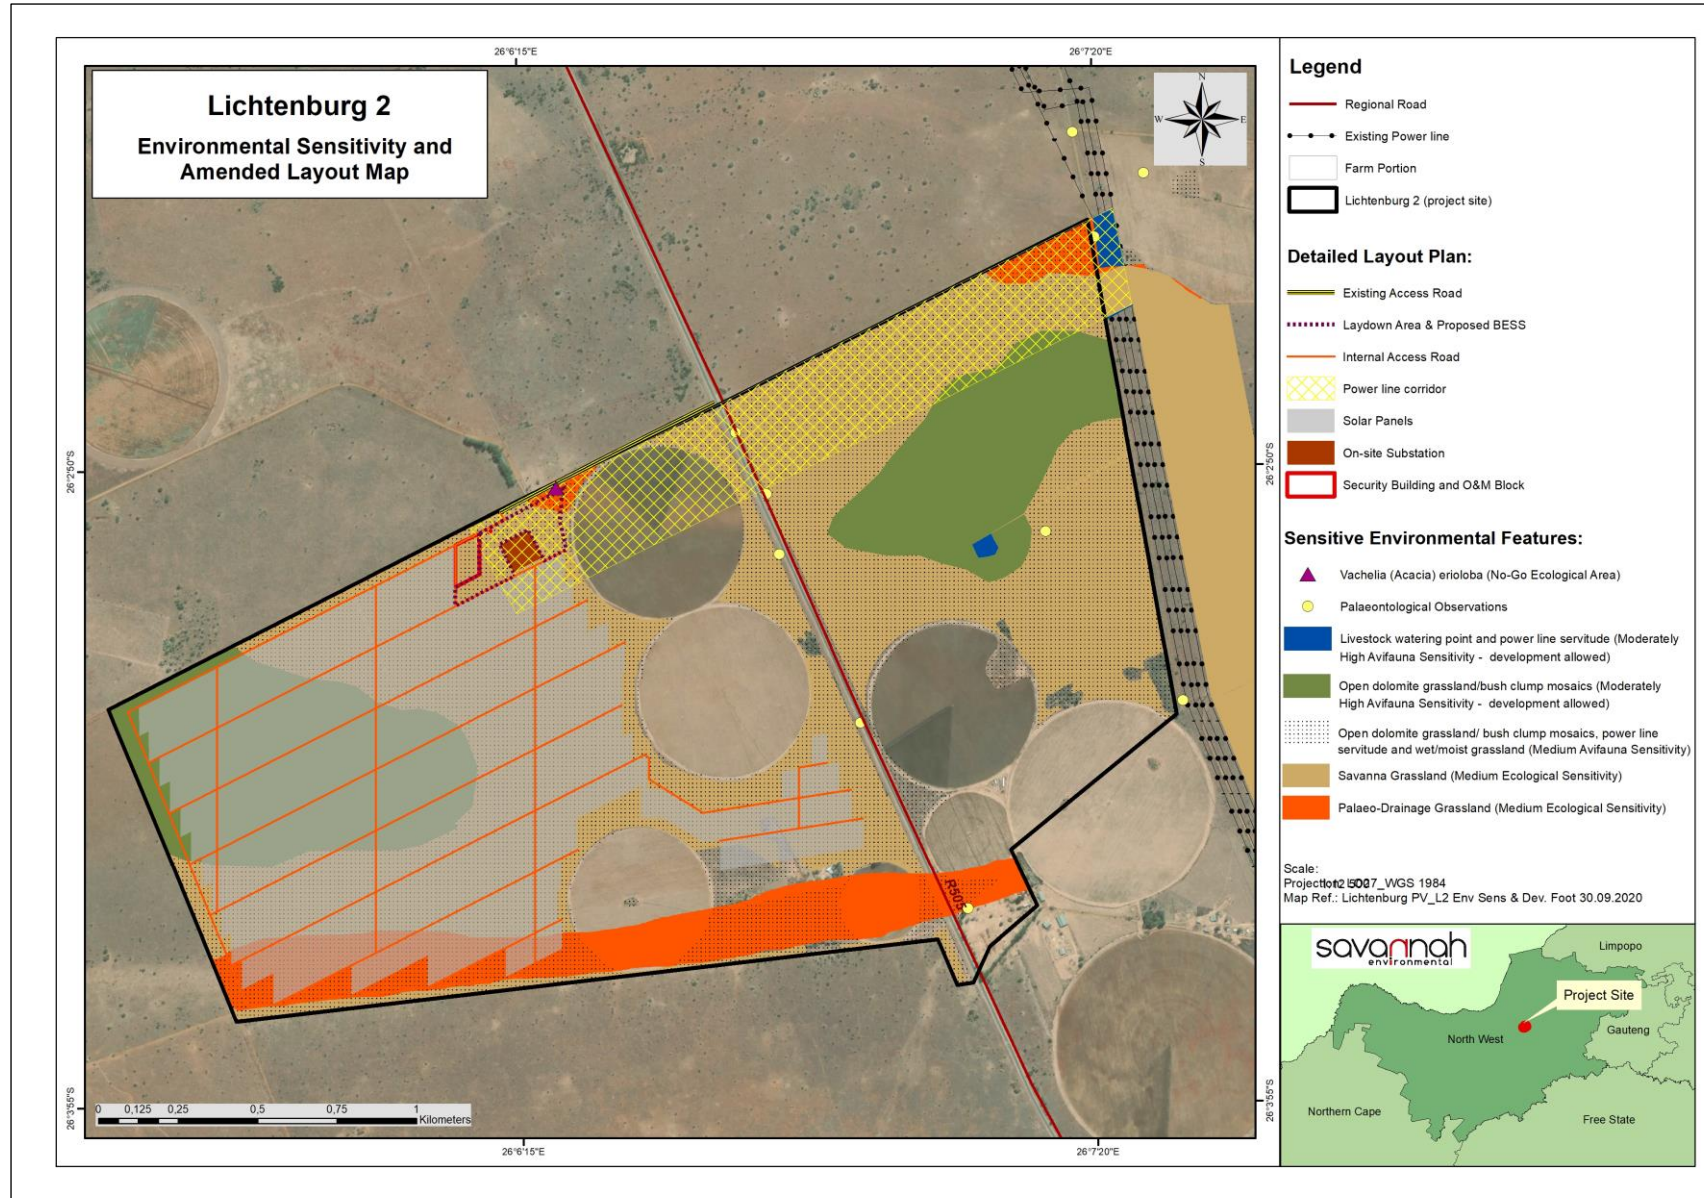 26°6'15"E
26°7'20"E
Lichtenburg 2
Environmental Sensitivity and
Amended Layout Map
N
W
E
S
26°2'50"S
26°2'50"S
R505
26°3'55"S
26°3'55"S
0 0,125 0,25 0,5 0,75 1
Kilometers
26°6'15"E
26°7'20"E
Legend
Regional Road
Existing Power line
Farm Portion
Lichtenburg 2 (project site)
Detailed Layout Plan:
Existing Access Road
Laydown Area & Proposed BESS
Internal Access Road
Power line corridor
Solar Panels
On-site Substation
Security Building and O&M Block
Sensitive Environmental Features:
Vachelia (Acacia) erioloba (No-Go Ecological Area)
Palaeontological Observations
Livestock watering point and power line servitude (Moderately
High Avifauna Sensitivity - development allowed)
Open dolomite grassland/bush clump mosaics (Moderately
High Avifauna Sensitivity - development allowed)
Open dolomite grassland/ bush clump mosaics, power line
servitude and wet/moist grassland (Medium Avifauna Sensitivity)
Savanna Grassland (Medium Ecological Sensitivity)
Palaeo-Drainage Grassland (Medium Ecological Sensitivity)
Scale:
WGS 1984
Map Ref.: Lichtenburg PV_L2 Env Sens & Dev. Foot 30.09.2020
savannah
environmental
Limpopo
Project Site
North West
Gauteng
Northern Cape
Free State